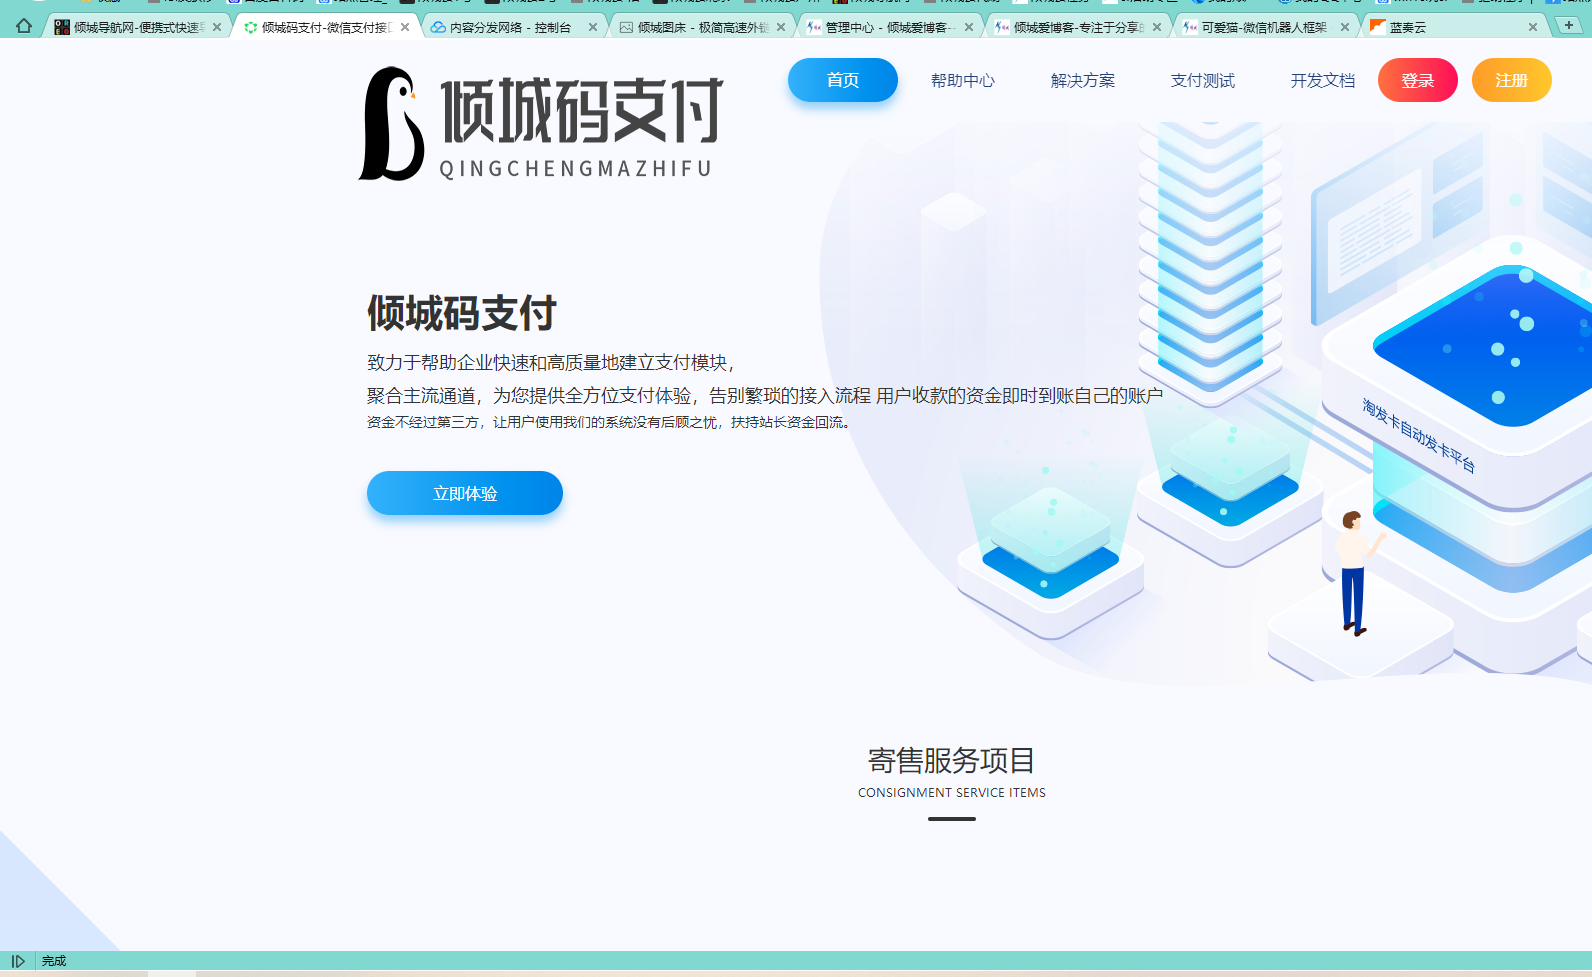 倾城导航网-便携式快速导
倾城码支付-微信支付接口
内容分发网络 - 控制台
倾城图床 - 极简高速外链
管理中心 - 倾城爱博客-
倾城爱博客-专注于分享的
可爱猫-微信机器人框架
蓝奏云
倾城码支付
QINGCHENGMAZHIFU
首页
帮助中心
解决方案
支付测试
开发文档
登录
注册
倾城码支付
致力于帮助企业快速和高质量地建立支付模块，
聚合主流通道，为您提供全方位支付体验，告别繁琐的接入流程 用户收款的资金即时到账自己的账户
资金不经过第三方，让用户使用我们的系统没有后顾之忧，扶持站长资金回流。
立即体验
淘发卡自动发卡平台
寄售服务项目
CONSIGNMENT SERVICE ITEMS
完成